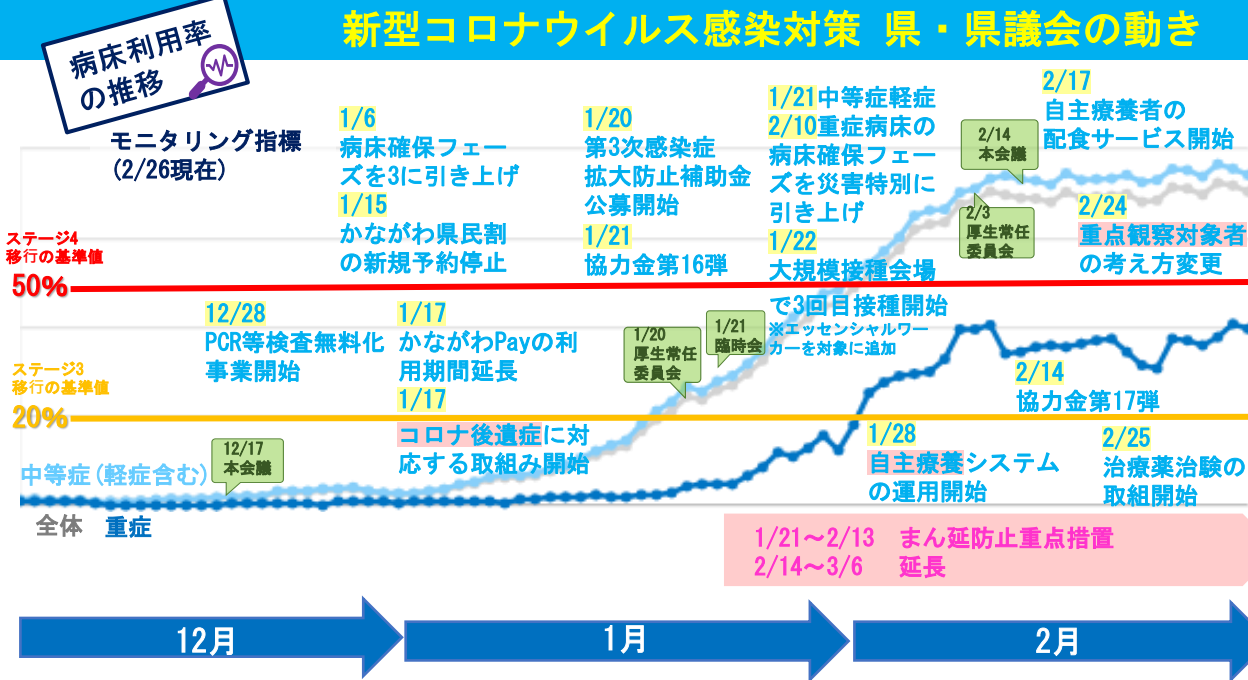 新型コロナウイルス感染対策 県・県議会の動き
病床利用率
の推移
モニタリング指標
(2/26現在)
1/6
病床確保フェー
ズを3に引き上げ
1/15
かながわ県民割
の新規予約停止
1/20
第3次感染症
拡大防止補助金
公募開始
1/21
協力金第16弾
1/21中等症軽症
2/10重症病床の
病床確保フェー
ズを災害特別に
引き上げ
1/22
大規模接種会場
で3回目接種開始
※エッセンシャルワー
カーを対象に追加
2/14
本会議
2/17
自主療養者の
配食サービス開始
2/3
厚生常任
委員会
2/24
重点観察対象者
の考え方変更
ステージ4
移行の基準値
50%
12/28
PCR等検査無料化
事業開始
1/17
かながわPayの利
用期間延長
1/17
コロナ後遺症に対
応する取組み開始
1/20
厚生常任
委員会
1/21
臨時会
ステージ3
移行の基準値
20%
2/14
協力金第17弾
12/17
本会議
1/28
自主療養システム
の運用開始
2/25
治療薬治験の
取組開始
中等症(軽症含む)
全体 重症
1/21～2/13 まん延防止重点措置
2/14～3/6 延長
12月
1月
2月